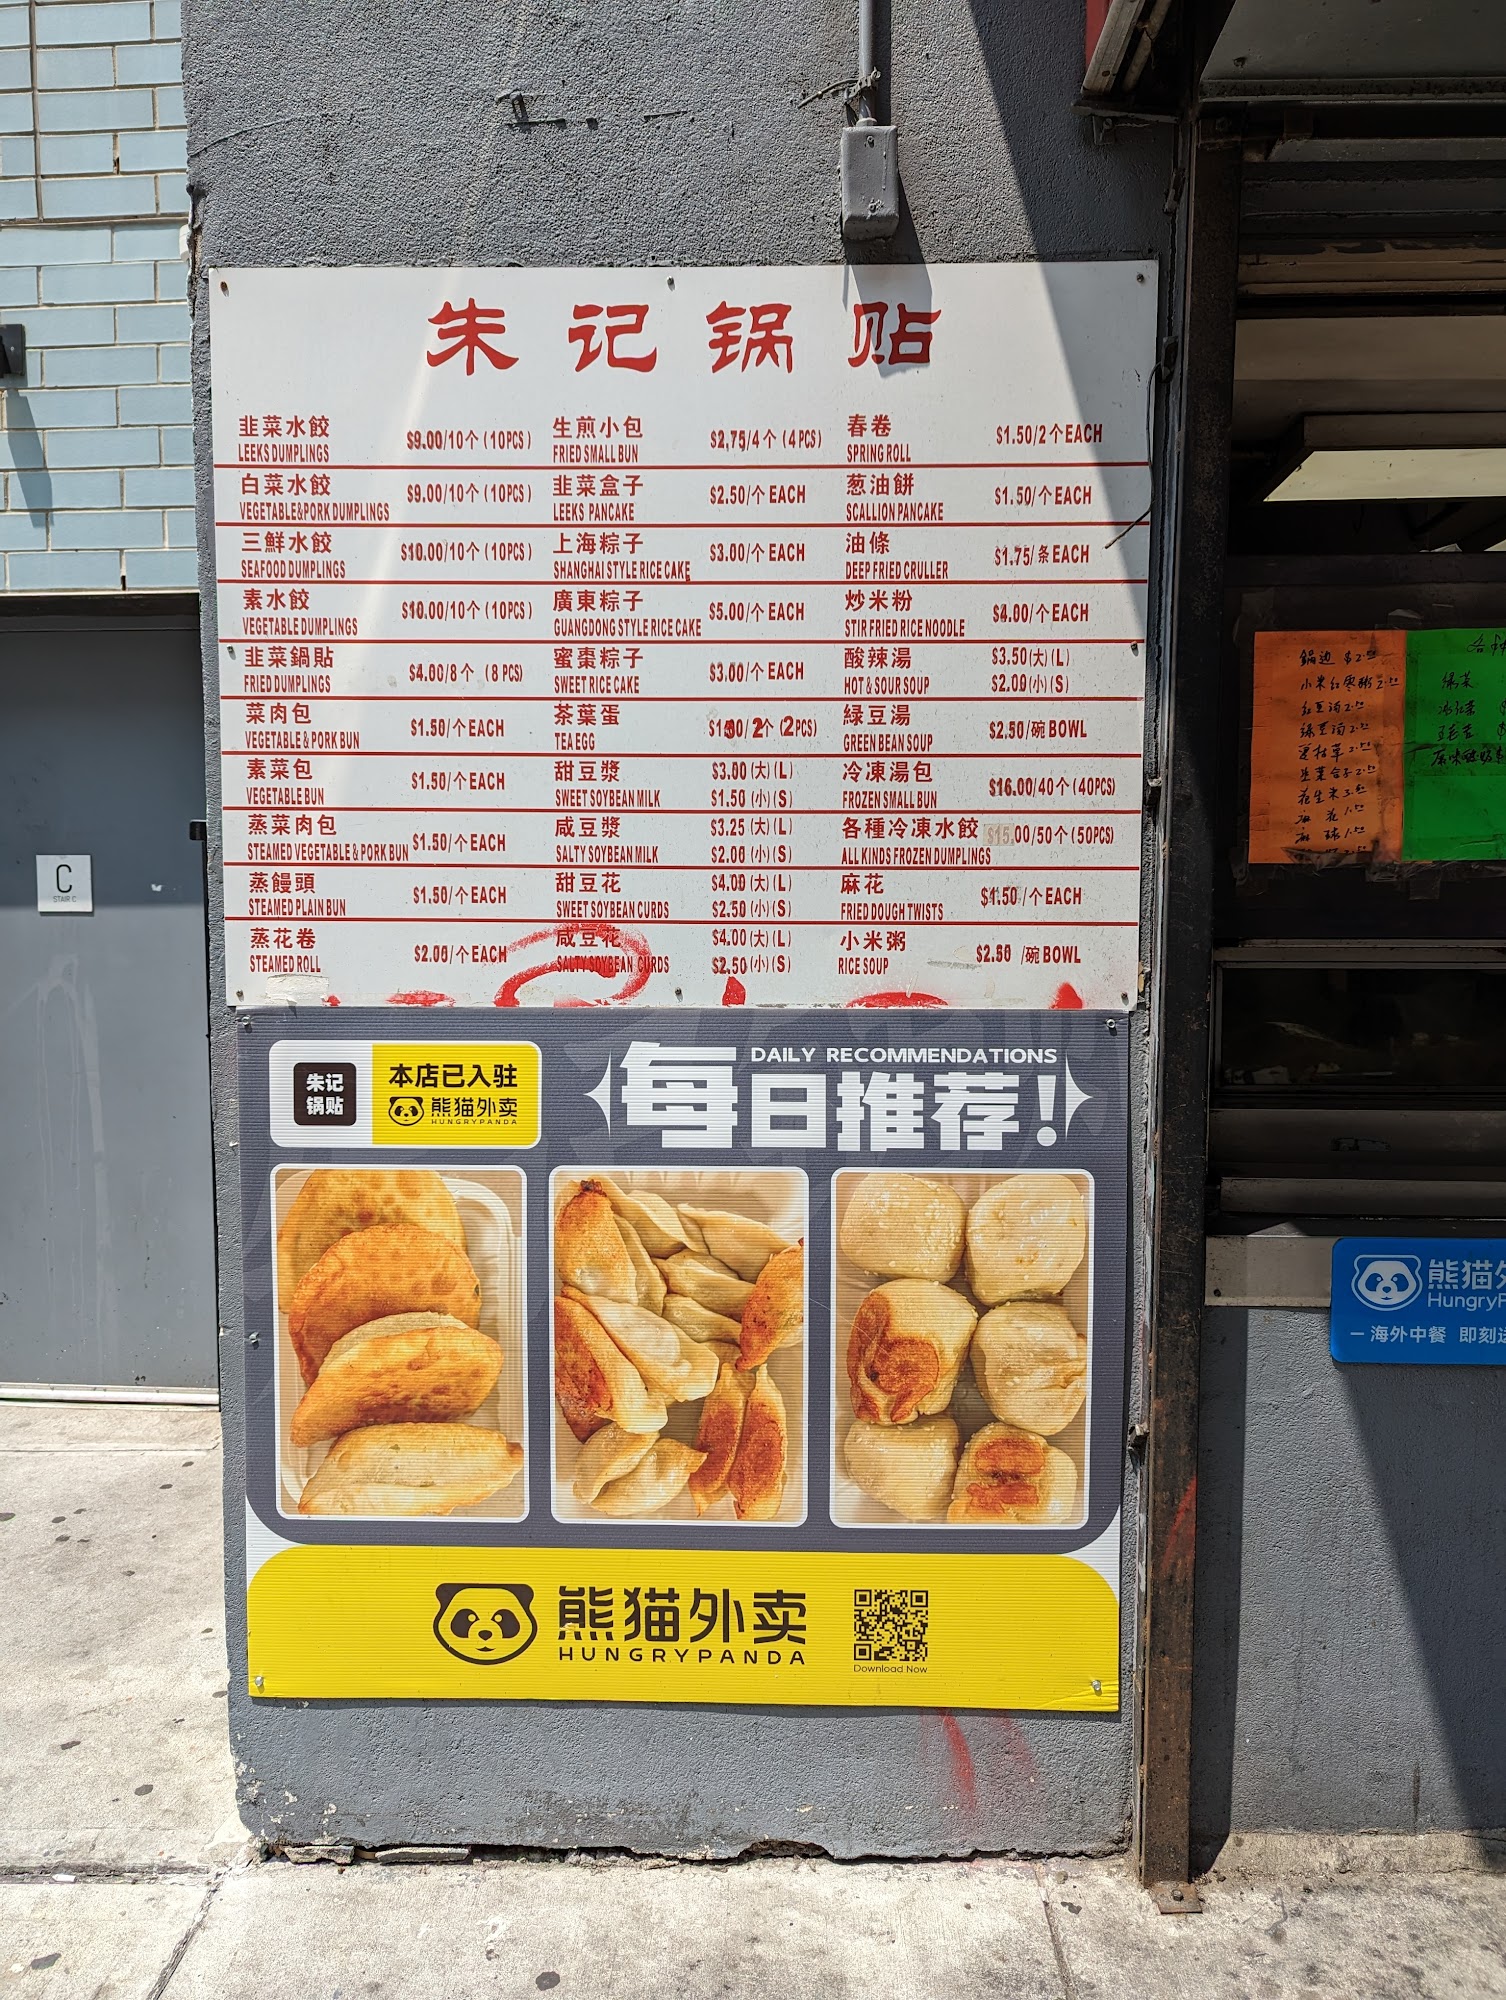 朱记锅贴
韭菜水餃
LEEKS DUMPLINGS
$9.00/10个(10PCS)
白菜水餃
VEGETABLE&PORK DUMPLINGS
$9.00/10个(10PCS)
三鮮水餃
SEAFOOD DUMPLINGS
$10.00/10个(10PCS)
素水餃
VEGETABLE DUMPLINGS
$10.00/10个(10PCS)
韭菜鍋貼
FRIED DUMPLINGS
$4.00/8个 (8 PCS)
菜肉包
VEGETABLE & PORK BUN
$1.50/个EACH
素菜包
VEGETABLE BUN
$1.50/个EACH
蒸菜肉包
STEAMED VEGETABLE & PORK BUN
$1.50/个EACH
蒸饅頭
STEAMED PLAIN BUN
$1.50/个EACH
蒸花卷
STEAMED ROLL
$2.00/个EACH
生煎小包
FRIED SMALL BUN
$2.75/4个(4PCS)
韭菜盒子
LEEKS PANCAKE
$2.50/个 EACH
上海粽子
SHANGHAI STYLE RICE CAKE
$3.00/个 EACH
廣東粽子
GUANGDONG STYLE RICE CAKE
$5.00/个 EACH
蜜棗粽子
SWEET RICE CAKE
$3.00/个 EACH
茶葉蛋
TEA EGG
2个 (2PCS)
甜豆漿
SWEET SOYBEAN MILK
$3.00(大)(L)
$1.50(小)(S)
咸豆漿
SALTY SOYBEAN MILK
$3.25(大)(L)
$2.00(小)(S)
甜豆花
SWEET SOYBEAN CURDS
$4.00(大)(L)
$2.50(小)(S)
咸豆花
SALTY SOYBEAN CURDS
$4.00(大)(L)
$2.50(小)(S)
春卷
SPRING ROLL
$1.50/2个EACH
葱油餅
SCALLION PANCAKE
$1.50/个EACH
油條
DEEP FRIED CRULLER
$1.75/条EACH
炒米粉
STIR FRIED RICE NOODLE
$4.00/个EACH
酸辣湯
HOT & SOUR SOUP
$3.50(大)(L)
$2.00(小)(S)
綠豆湯
GREEN BEAN SOUP
$2.50/碗BOWL
冷凍湯包
FROZEN SMALL BUN
$16.00/40个(40PCS)
各種冷凍水餃
ALL KINDS FROZEN DUMPLINGS
$15.00/50个(50PCS)
麻花
FRIED DOUGH TWISTS
$1.50/个EACH
小米粥
RICE SOUP
$2.50 /碗BOWL
朱记
锅贴
本店已入驻
熊猫外卖
HUNGRYPANDA
DAILY RECOMMENDATIONS
每日推荐!
熊猫外卖
HUNGRYPANDA
Download Now
C
STAIR C
熊猫
Hungry
海外中餐 即刻